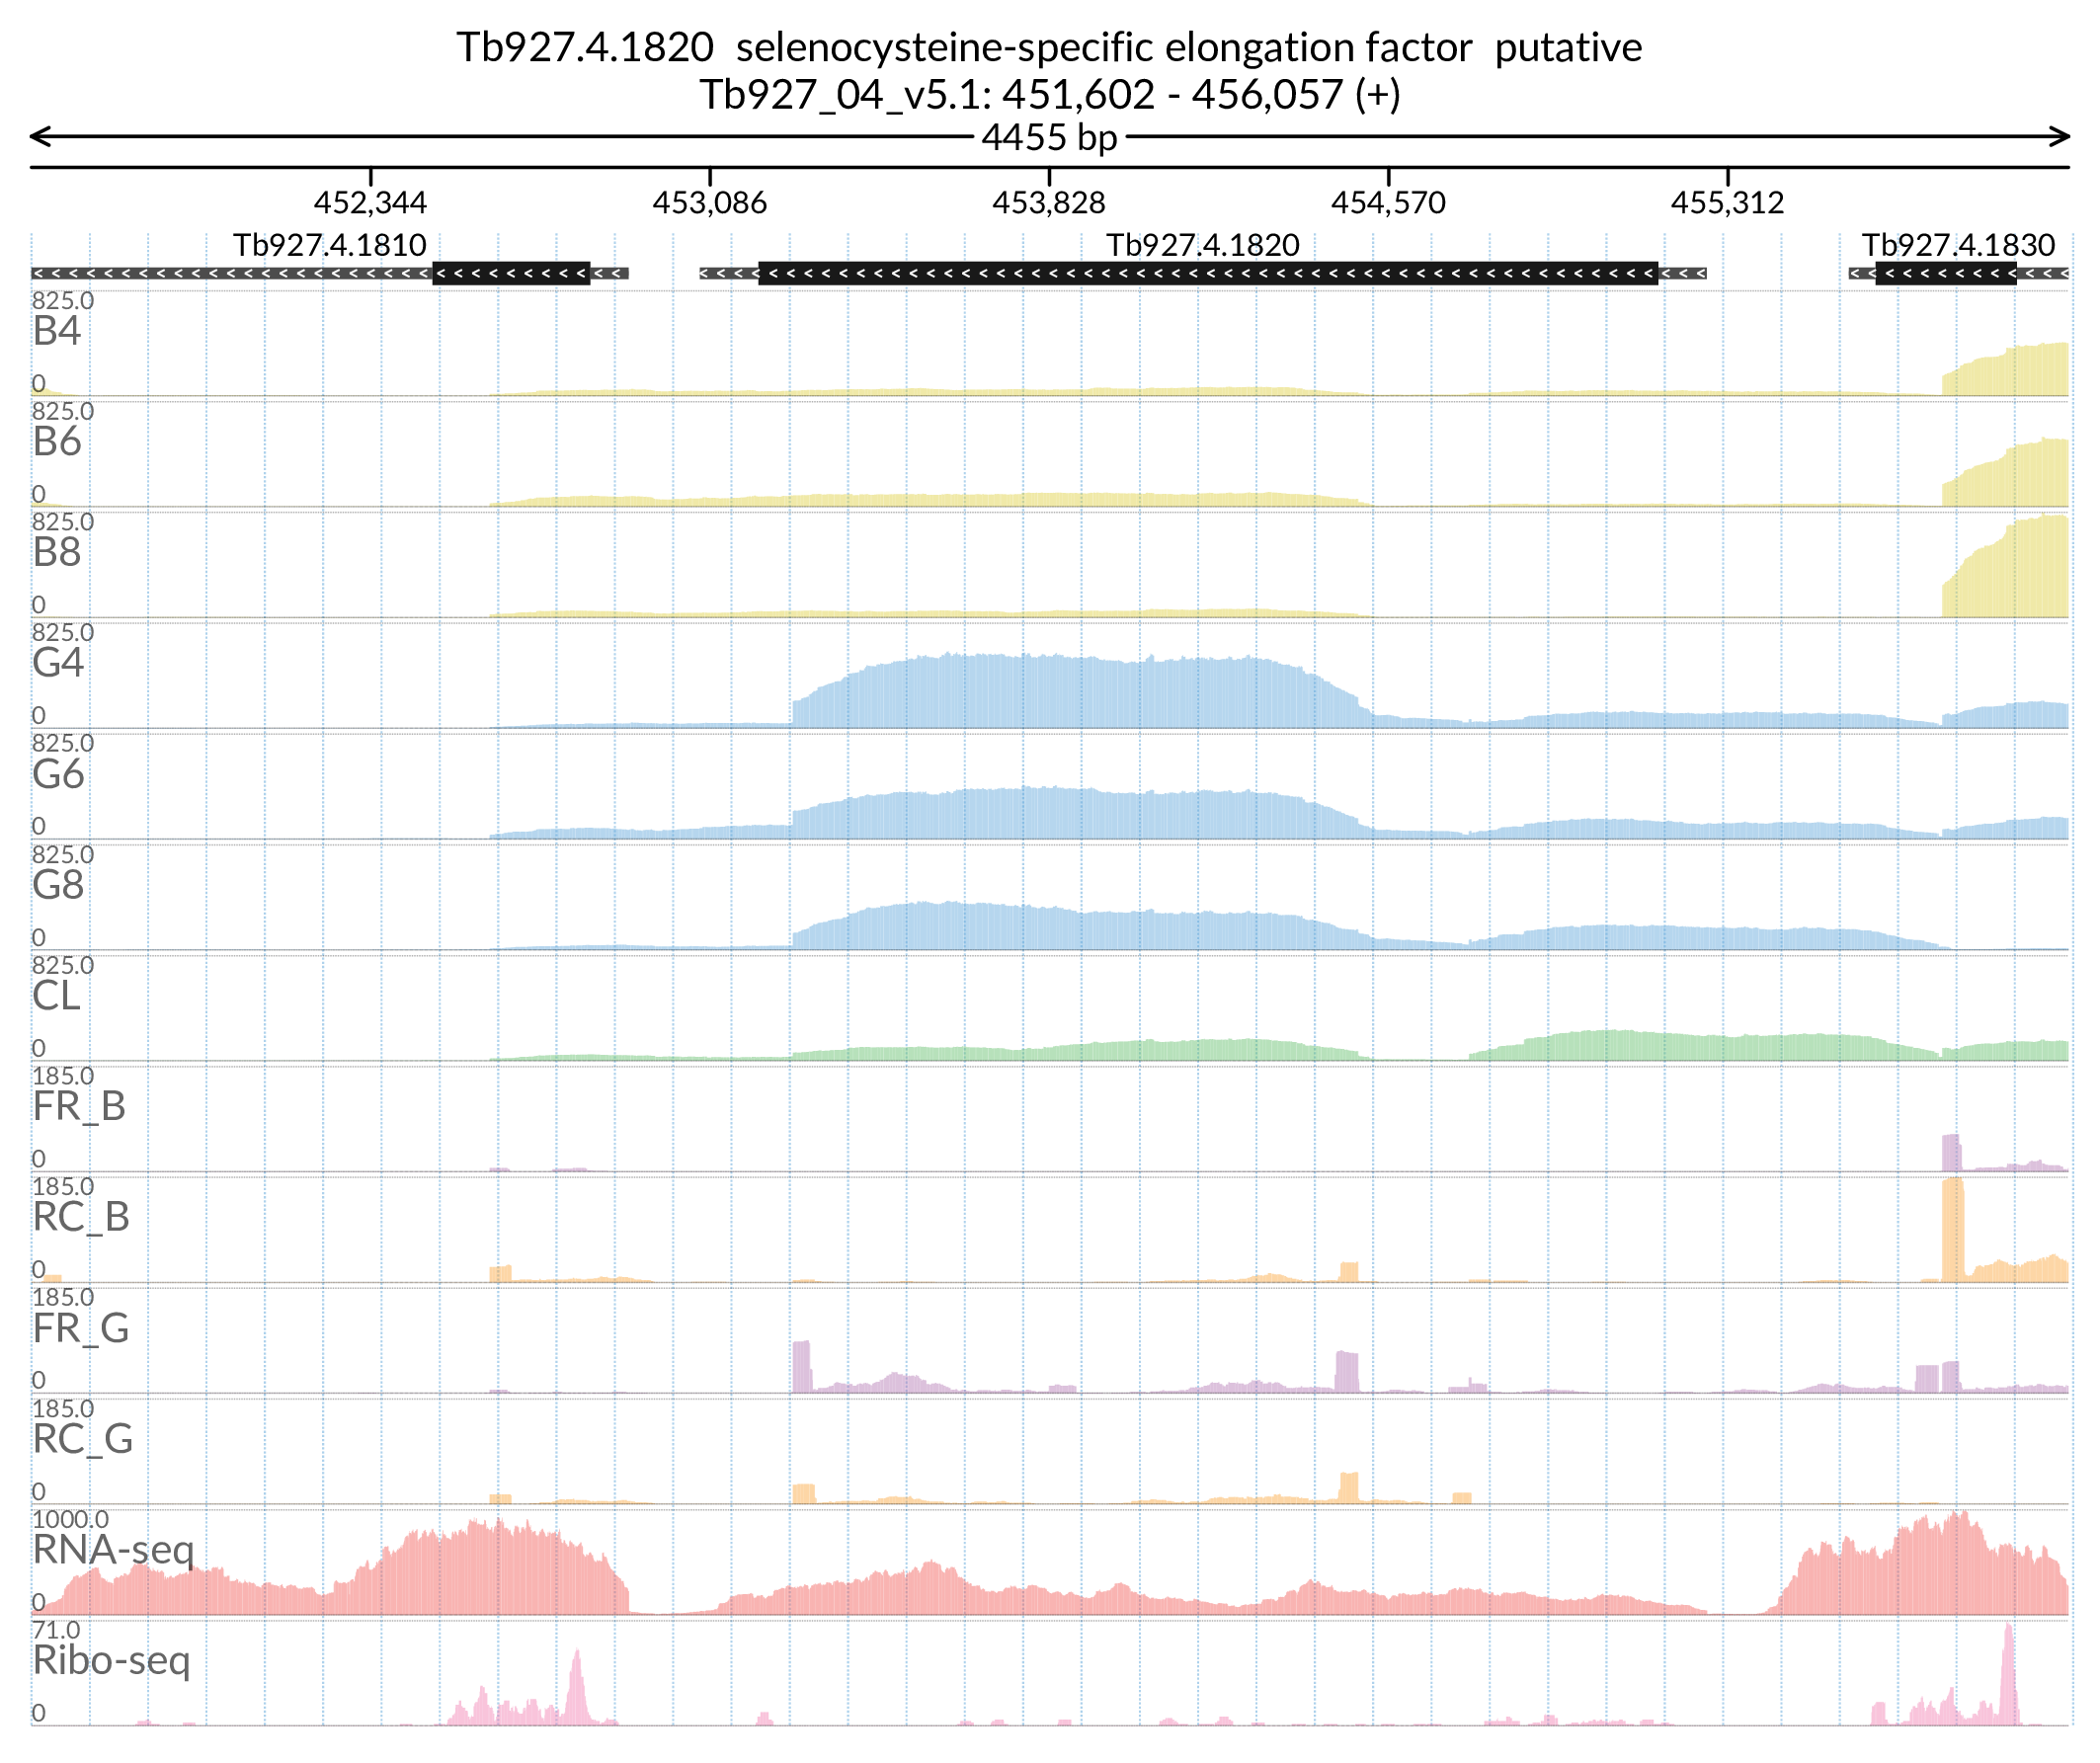 Tb927.4.1820 selenocysteine-specific elongation factor putative
Tb927_04_v5.1: 451,602 - 456,057 (+)
4455 bp
452,344 453,086 453,828 454,570 455,312
Tb927.4.1810 Tb927.4.1820 Tb927.4.1830
825.0
B4
0
825.0
B6
0
825.0
B8
0
825.0
G4
0
825.0
G6
0
825.0
G8
0
825.0
CL
0
185.0
FR_B
0
185.0
RC_B
0
185.0
FR_G
0
185.0
RC_G
0
1000.0
RNA-seq
0
71.0
Ribo-seq
0